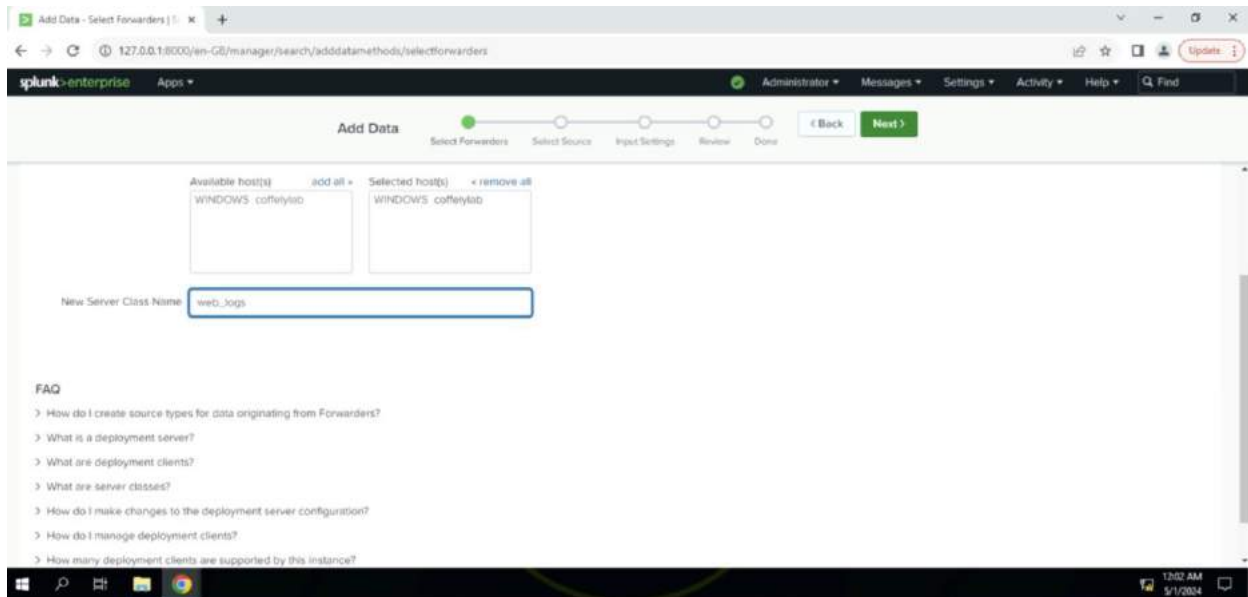 Add Data - Select Forwarders | S
127.0.0.1:8000/en-GB/manager/search/adddatamethods/selectforwarders
Update
splunk>enterprise Apps Administrator Messages Settings Activity Help Find
Add Data
Select Forwarders Select Source Input Settings Review Done
< Back Next >
Available host(s) add all » Selected host(s) « remove all
WINDOWS coffelylab WINDOWS coffelylab
New Server Class Name web_logs
FAQ
> How do I create source types for data originating from Forwarders?
> What is a deployment server?
> What are deployment clients?
> What are server classes?
> How do I make changes to the deployment server configuration?
> How do I manage deployment clients?
> How many deployment clients are supported by this instance?
12:02 AM
5/1/2024